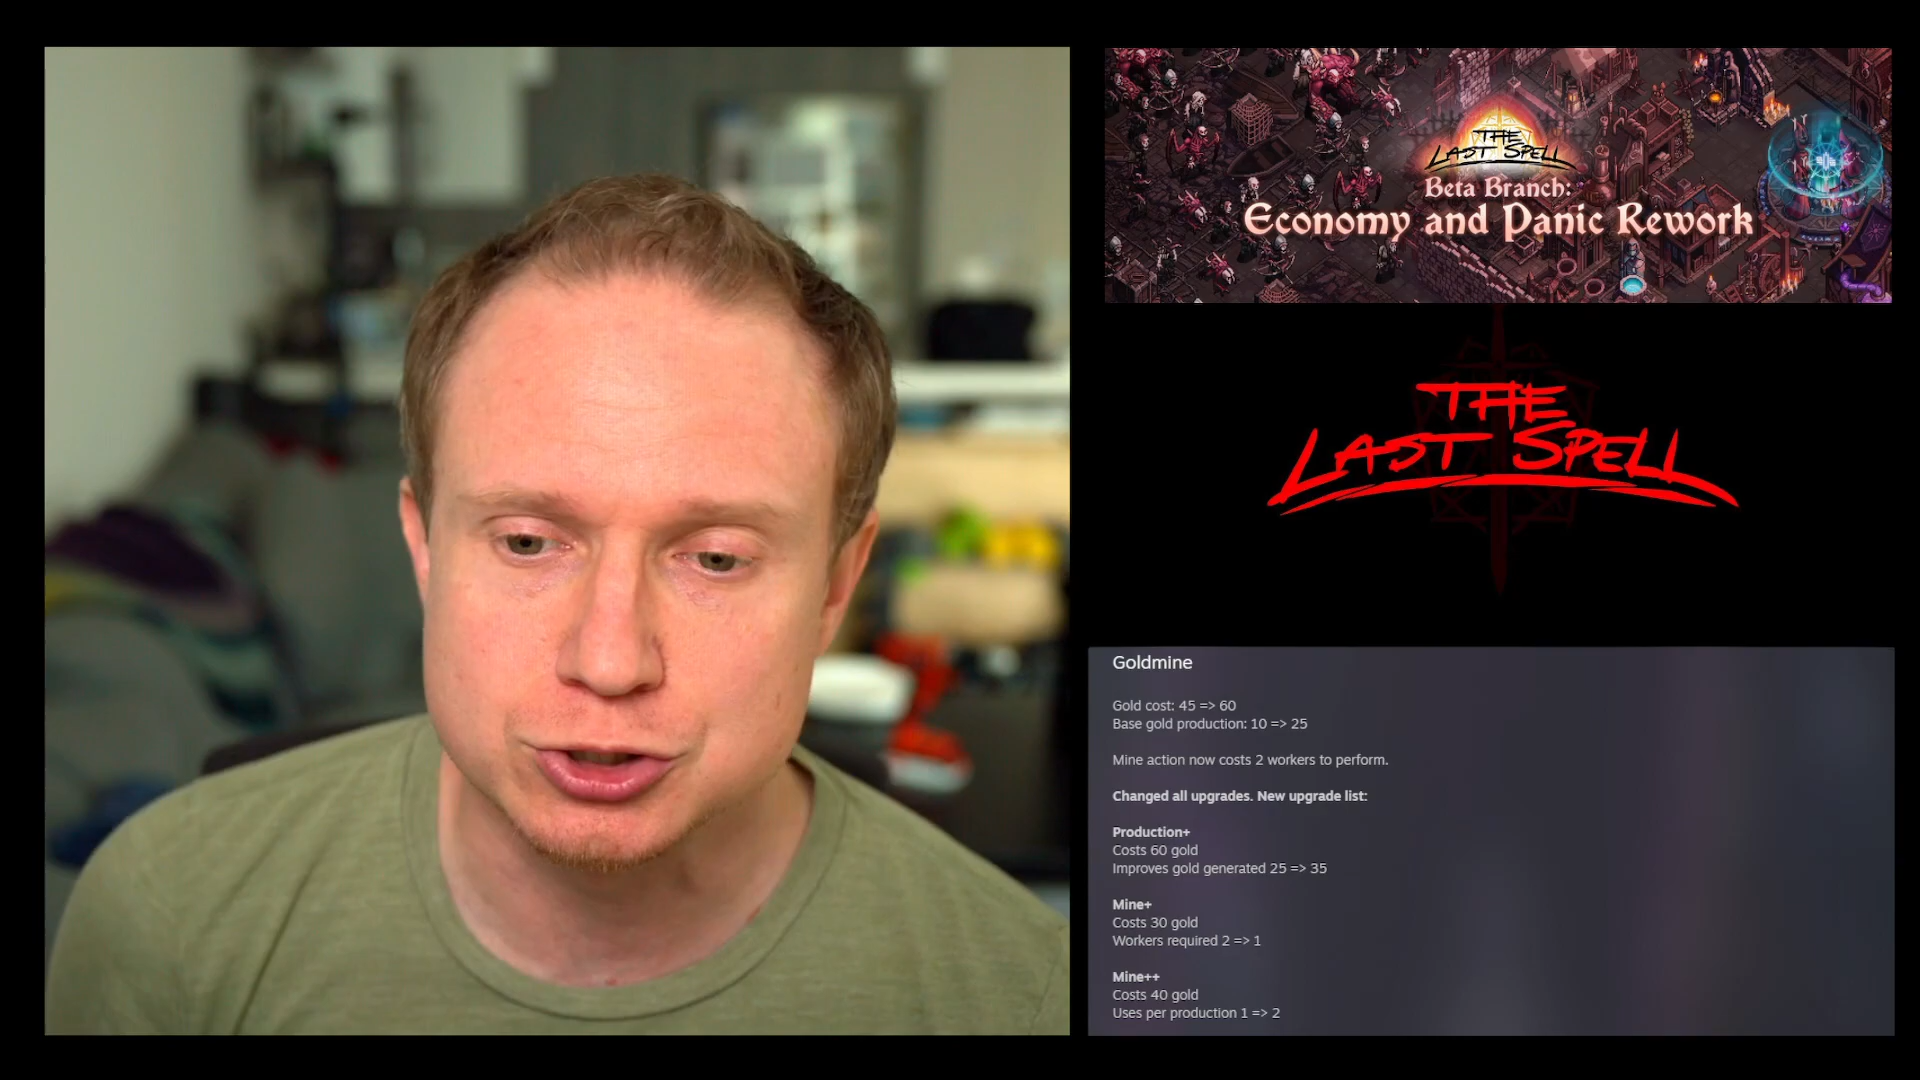 THE
LAST SPELL
Beta Branch:
Economy and Panic Rework
THE
LAST SPELL
Goldmine
Gold cost: 45 => 60
Base gold production: 10 => 25
Mine action now costs 2 workers to perform.
Changed all upgrades. New upgrade list:
Production+
Costs 60 gold
Improves gold generated 25 => 35
Mine+
Costs 30 gold
Workers required 2 => 1
Mine++
Costs 40 gold
Uses per production 1 => 2